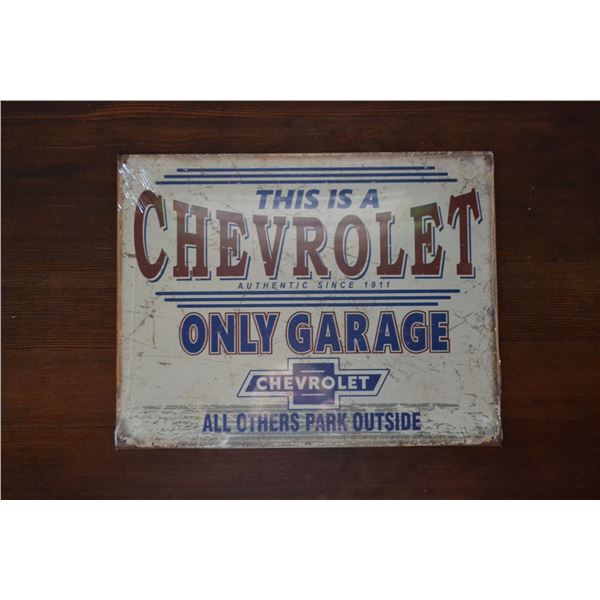 THIS IS A
CHEVROLET
AUTHENTIC SINCE 1911
ONLY GARAGE
CHEVROLET
ALL OTHERS PARK OUTSIDE